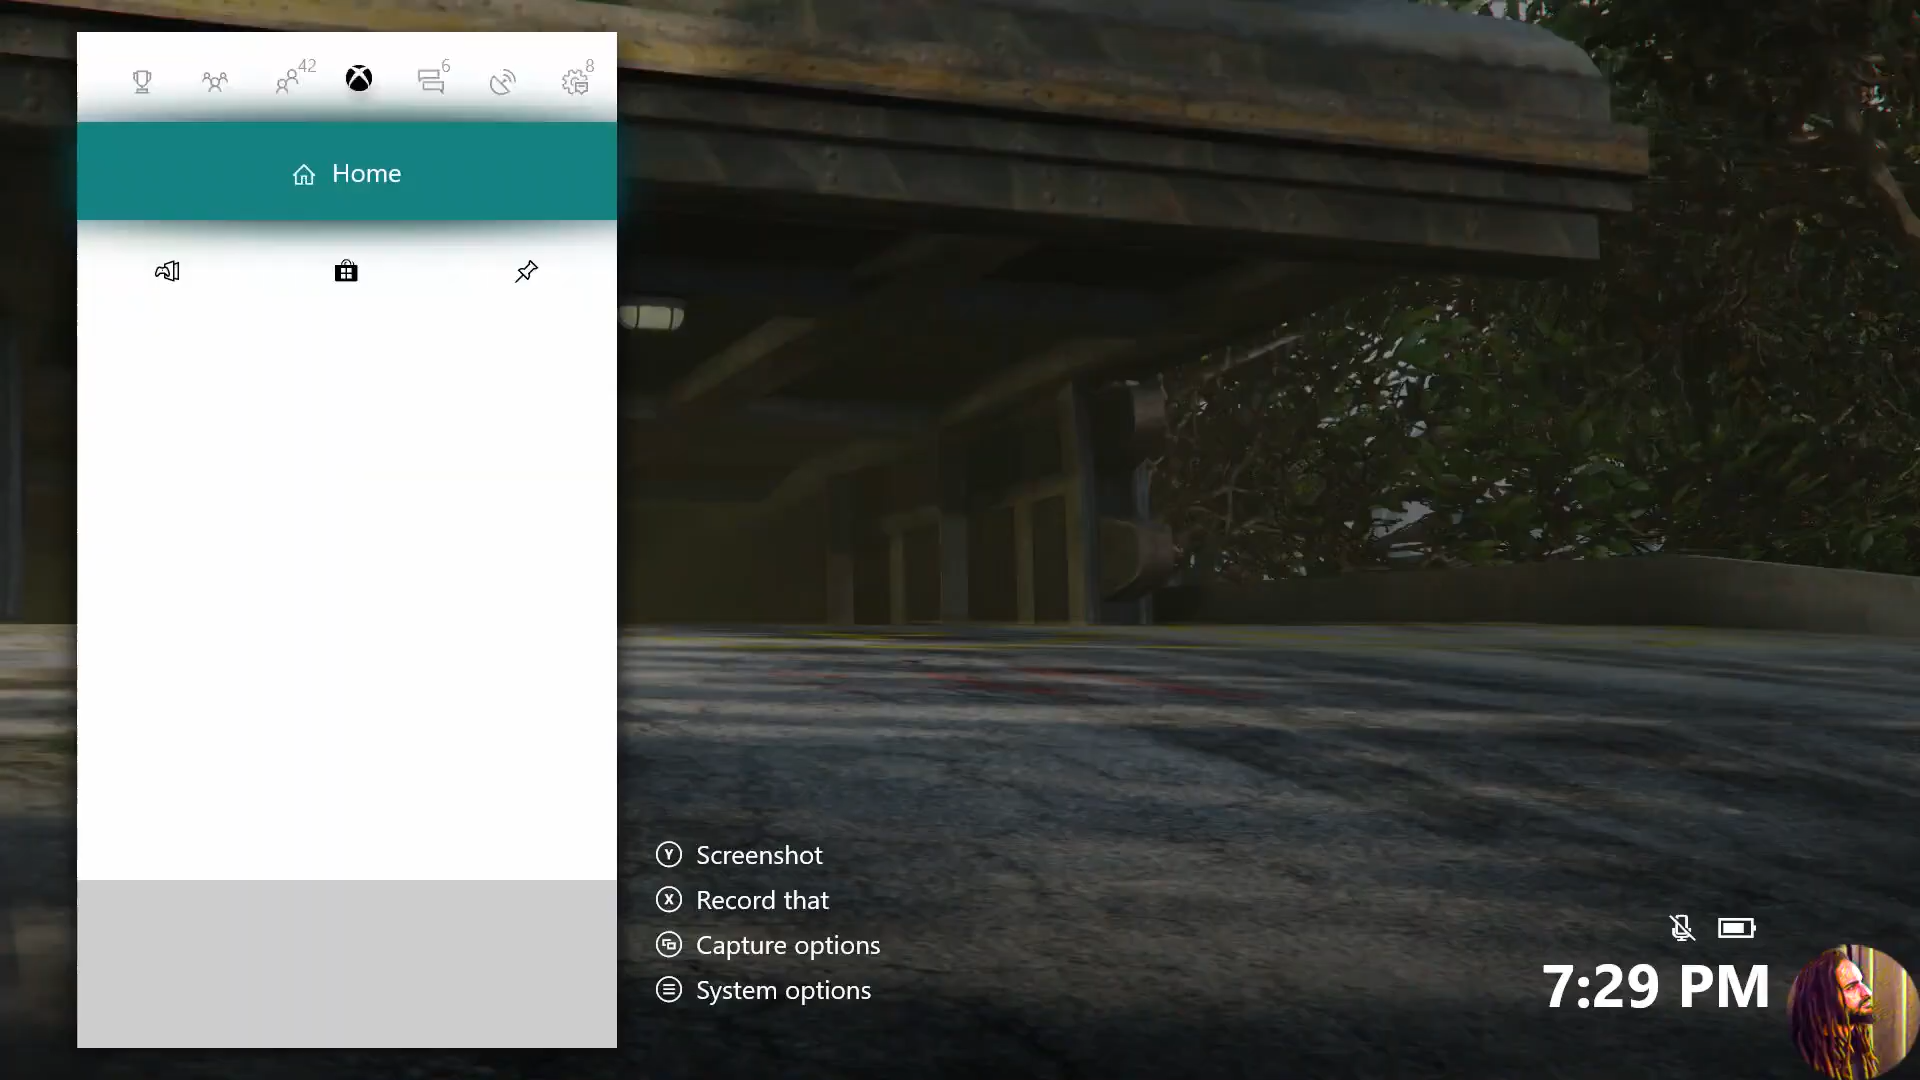 42
6
8
Home
Y Screenshot
X Record that
Capture options
System options
7:29 PM